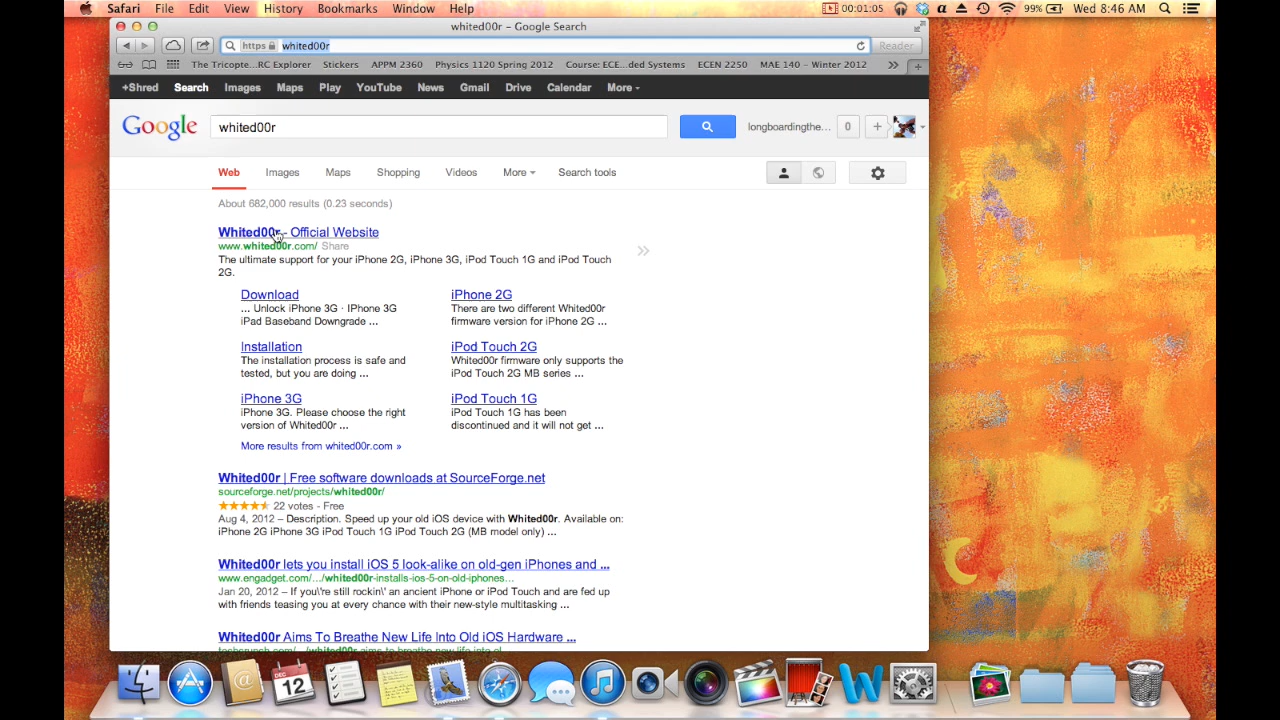 Safari File Edit View History Bookmarks Window Help 00:01:05 99% Wed 8:46 AM
whited00r – Google Search
https whited00r Reader
The Tricopte...RC Explorer Stickers APPM 2360 Physics 1120 Spring 2012 Course: ECE...ded Systems ECEN 2250 MAE 140 – Winter 2012 »
+Shred Search Images Maps Play YouTube News Gmail Drive Calendar More
Google whited00r longboardingthe... 0 +
Web Images Maps Shopping Videos More Search tools
About 682,000 results (0.23 seconds)
Whited00r - Official Website
www.whited00r.com/ Share
The ultimate support for your iPhone 2G, iPhone 3G, iPod Touch 1G and iPod Touch
2G.
Download
... Unlock iPhone 3G · IPhone 3G
iPad Baseband Downgrade ...
iPhone 2G
There are two different Whited00r
firmware version for iPhone 2G ...
Installation
The installation process is safe and
tested, but you are doing ...
iPod Touch 2G
Whited00r firmware only supports the
iPod Touch 2G MB series ...
iPhone 3G
iPhone 3G. Please choose the right
version of Whited00r ...
iPod Touch 1G
iPod Touch 1G has been
discontinued and it will not get ...
More results from whited00r.com »
Whited00r | Free software downloads at SourceForge.net
sourceforge.net/projects/whited00r/
22 votes - Free
Aug 4, 2012 – Description. Speed up your old iOS device with Whited00r. Available on:
iPhone 2G iPhone 3G iPod Touch 1G iPod Touch 2G (MB model only) ...
Whited00r lets you install iOS 5 look-alike on old-gen iPhones and ...
www.engadget.com/.../whited00r-installs-ios-5-on-old-iphones...
Jan 20, 2012 – If you\'re still rockin\' an ancient iPhone or iPod Touch and are fed up
with friends teasing you at every chance with their new-style multitasking ...
Whited00r Aims To Breathe New Life Into Old iOS Hardware ...
DEC
12